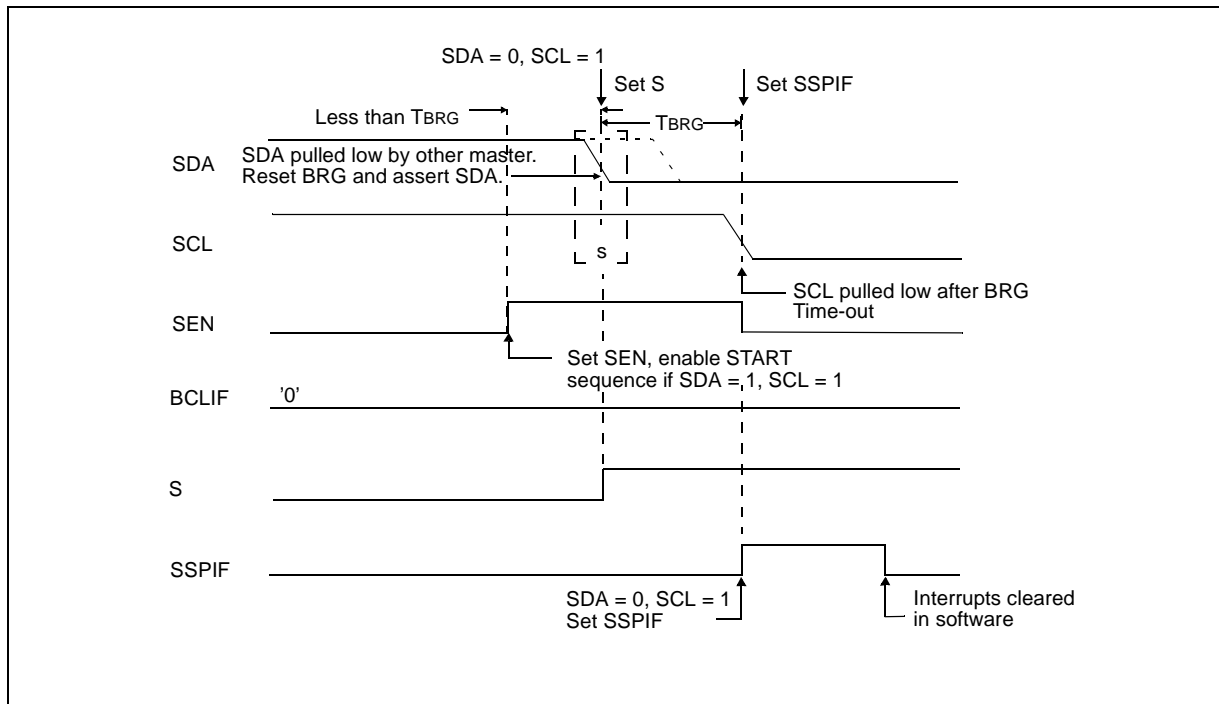 SDA = 0, SCL = 1
Set S
Set SSPIF
Less than TBRG
TBRG
SDA
SDA pulled low by other master.
Reset BRG and assert SDA.
SCL
s
SCL pulled low after BRG
Time-out
SEN
Set SEN, enable START
sequence if SDA = 1, SCL = 1
BCLIF
'0'
S
SSPIF
SDA = 0, SCL = 1
Set SSPIF
Interrupts cleared
in software